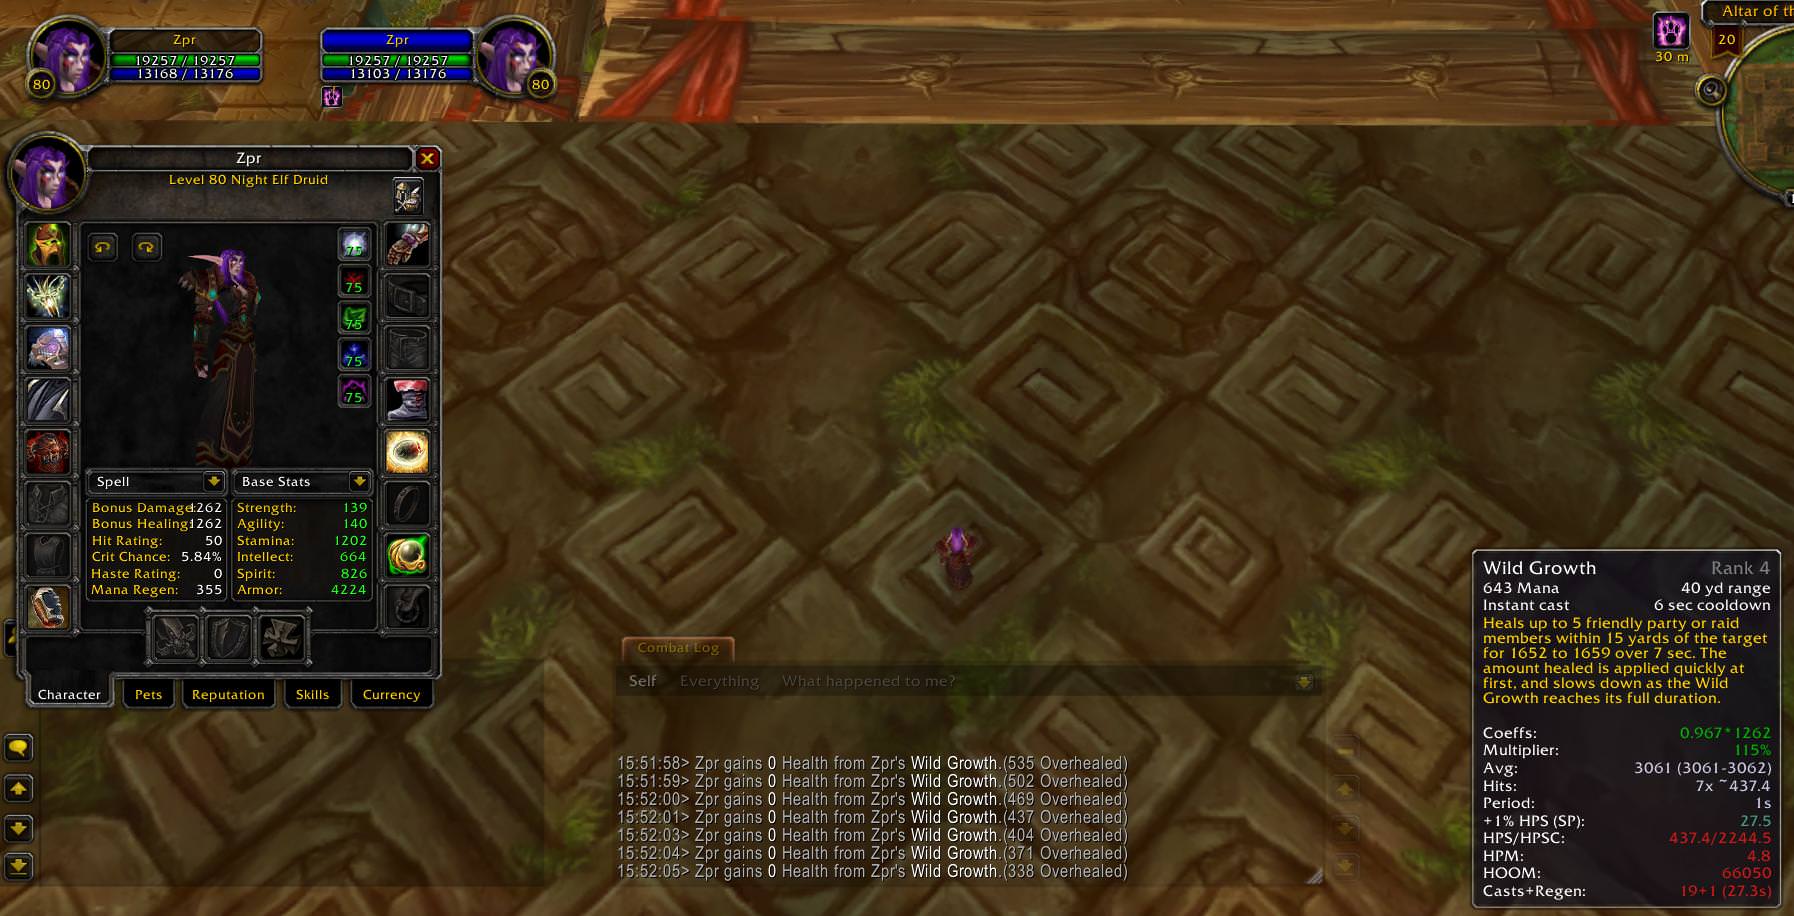 Zpr
19257 / 19257
13168 / 13176
80
Zpr
19257 / 19257
13103 / 13176
80
30 m
20
Altar of th
Zpr
Level 80 Night Elf Druid
75
75
75
75
75
Spell
Bonus Damage: 1262
Bonus Healing: 1262
Hit Rating: 50
Crit Chance: 5.84%
Haste Rating: 0
Mana Regen: 355
Base Stats
Strength: 139
Agility: 140
Stamina: 1202
Intellect: 664
Spirit: 826
Armor: 4224
Character Pets Reputation Skills Currency
Combat Log
Self Everything What happened to me?
15:51:58> Zpr gains 0 Health from Zpr's Wild Growth.(535 Overhealed)
15:51:59> Zpr gains 0 Health from Zpr's Wild Growth.(502 Overhealed)
15:52:00> Zpr gains 0 Health from Zpr's Wild Growth.(469 Overhealed)
15:52:01> Zpr gains 0 Health from Zpr's Wild Growth.(437 Overhealed)
15:52:03> Zpr gains 0 Health from Zpr's Wild Growth.(404 Overhealed)
15:52:04> Zpr gains 0 Health from Zpr's Wild Growth.(371 Overhealed)
15:52:05> Zpr gains 0 Health from Zpr's Wild Growth.(338 Overhealed)
Wild Growth Rank 4
643 Mana 40 yd range
Instant cast 6 sec cooldown
Heals up to 5 friendly party or raid
members within 15 yards of the target
for 1652 to 1659 over 7 sec. The
amount healed is applied quickly at
first, and slows down as the Wild
Growth reaches its full duration.
Coeffs: 0.967*1262
Multiplier: 115%
Avg: 3061 (3061-3062)
Hits: 7x ~437.4
Period: 1s
+1% HPS (SP): 27.5
HPS/HPSC: 437.4/2244.5
HPM: 4.8
HOOM: 66050
Casts+Regen: 19+1 (27.3s)